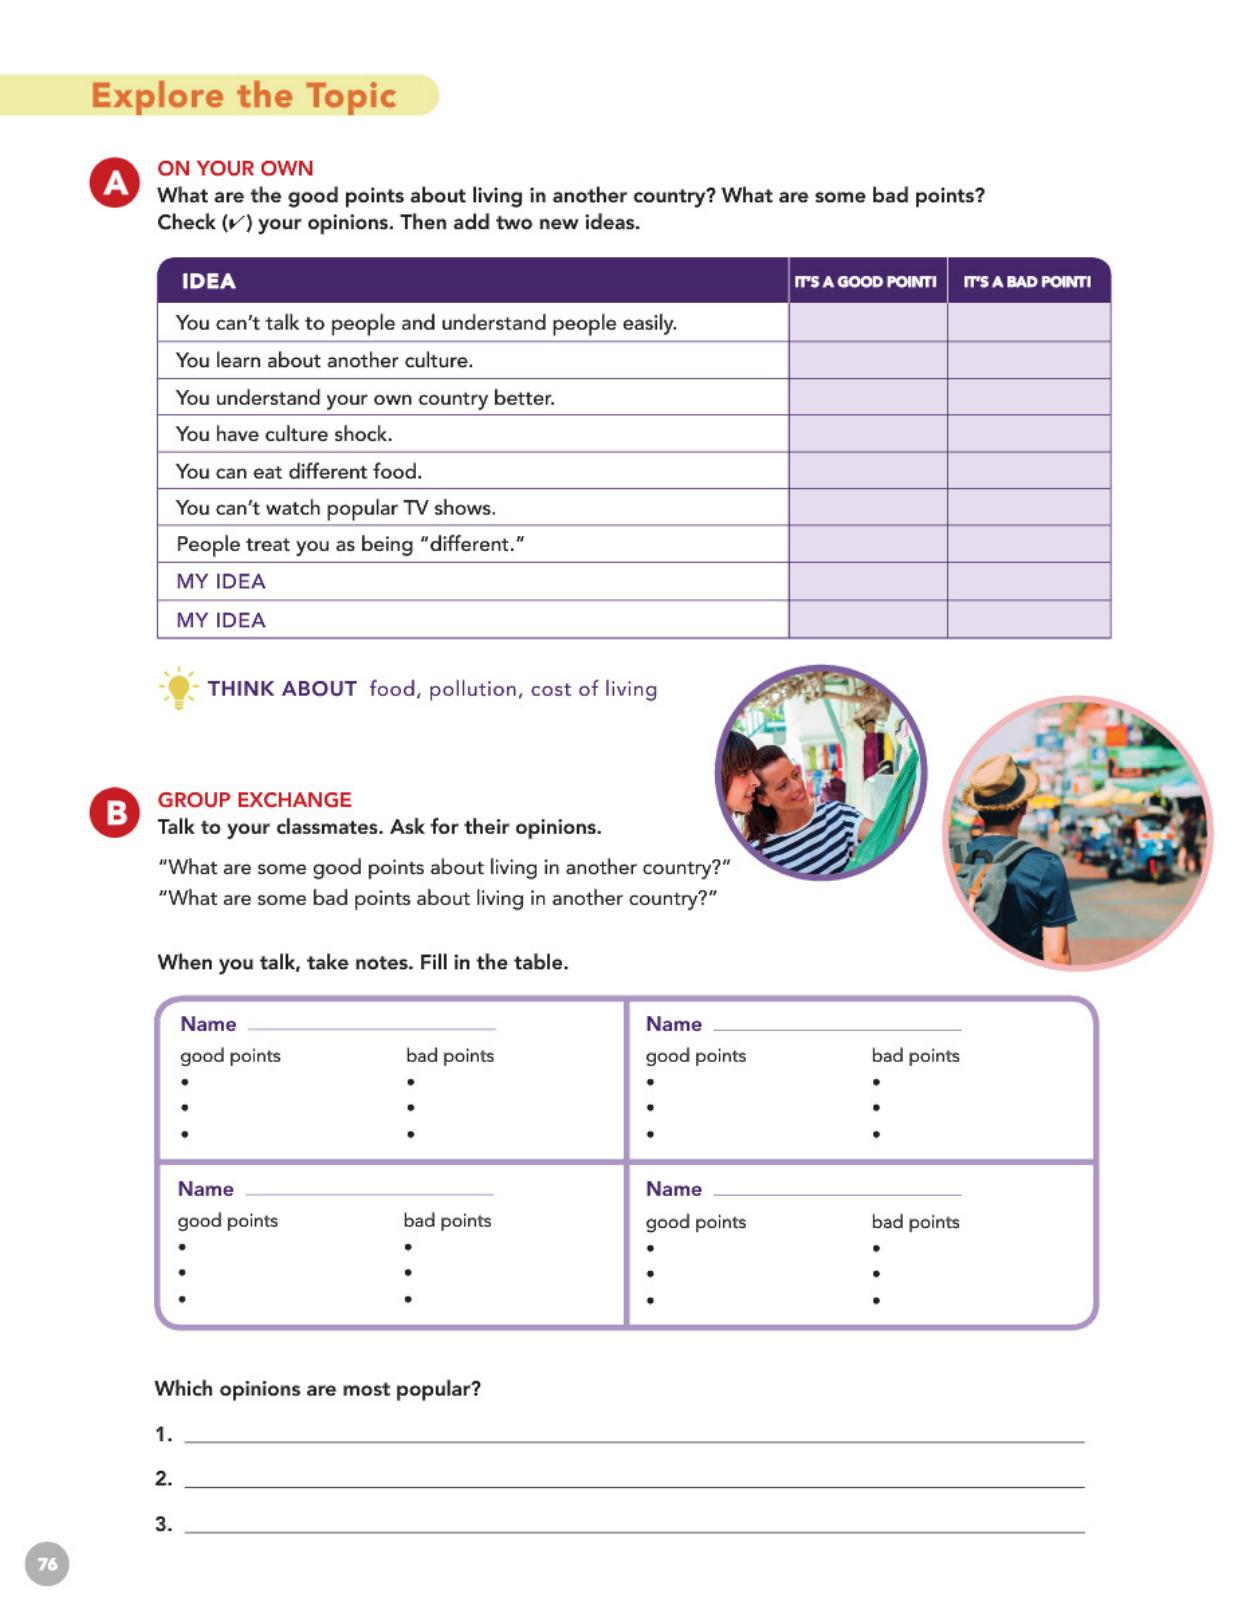 Explore the Topic
A
ON YOUR OWN
What are the good points about living in another country? What are some bad points?
Check (✓) your opinions. Then add two new ideas.
IDEA IT'S A GOOD POINT! IT'S A BAD POINT!
You can't talk to people and understand people easily.
You learn about another culture.
You understand your own country better.
You have culture shock.
You can eat different food.
You can't watch popular TV shows.
People treat you as being "different."
MY IDEA
MY IDEA
THINK ABOUT food, pollution, cost of living
B
GROUP EXCHANGE
Talk to your classmates. Ask for their opinions.
"What are some good points about living in another country?"
"What are some bad points about living in another country?"
When you talk, take notes. Fill in the table.
Name
good points bad points
Name
good points bad points
Name
good points bad points
Name
good points bad points
Which opinions are most popular?
1.
2.
3.
76